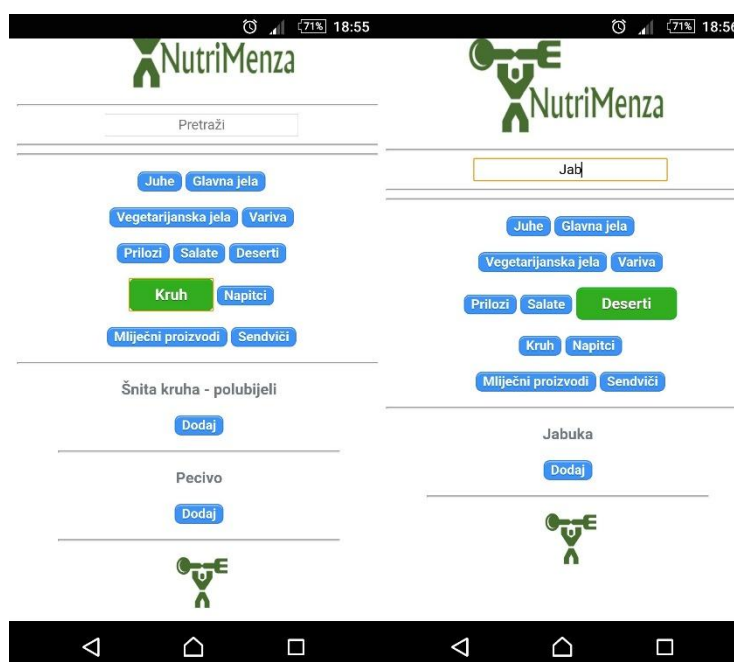 71% 18:55
NutriMenza
Pretraži
Juhe Glavna jela
Vegetarijanska jela Variva
Prilozi Salate Deserti
Kruh Napitci
Mliječni proizvodi Sendviči
Šnita kruha - polubijeli
Dodaj
Pecivo
Dodaj
71% 18:56
NutriMenza
Jab
Juhe Glavna jela
Vegetarijanska jela Variva
Prilozi Salate Deserti
Kruh Napitci
Mliječni proizvodi Sendviči
Jabuka
Dodaj